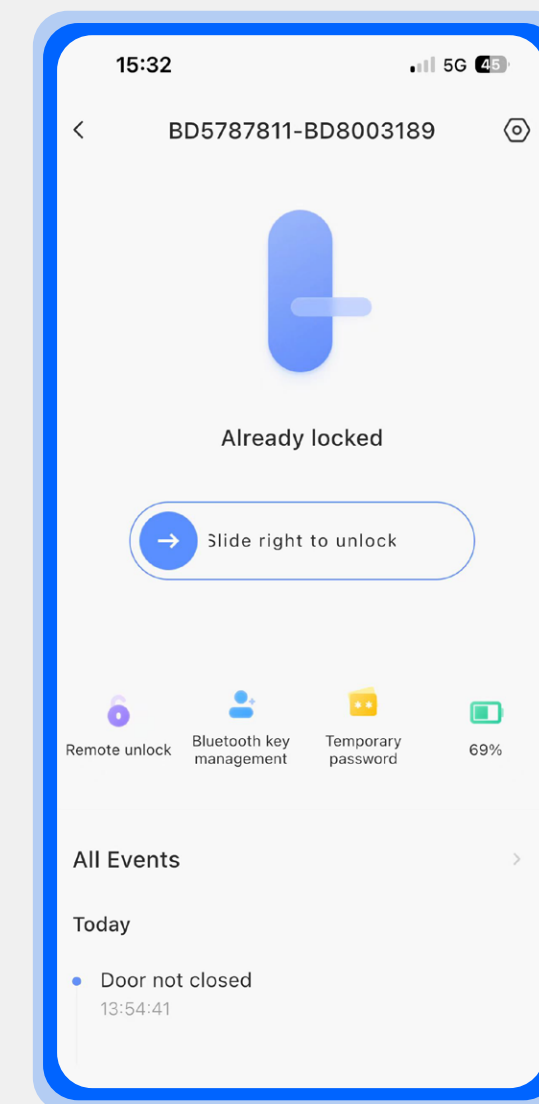 15:32
5G 45
BD5787811-BD8003189
Already locked
Slide right to unlock
Remote unlock
Bluetooth key
management
Temporary
password
69%
All Events
Today
Door not closed
13:54:41